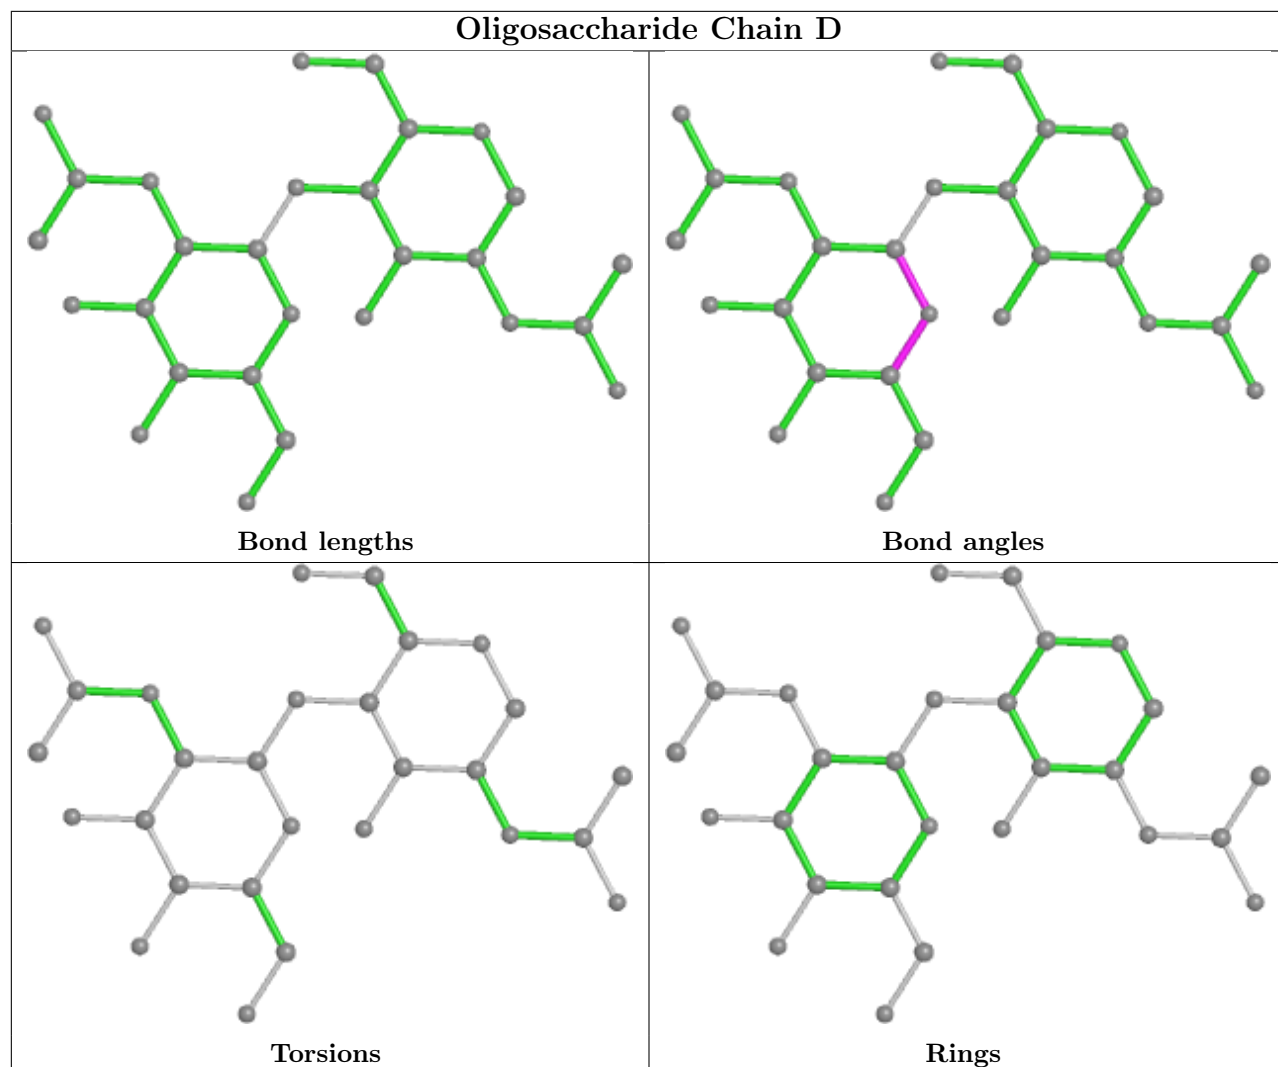 Oligosaccharide Chain D
Bond lengths
Bond angles
Torsions
Rings